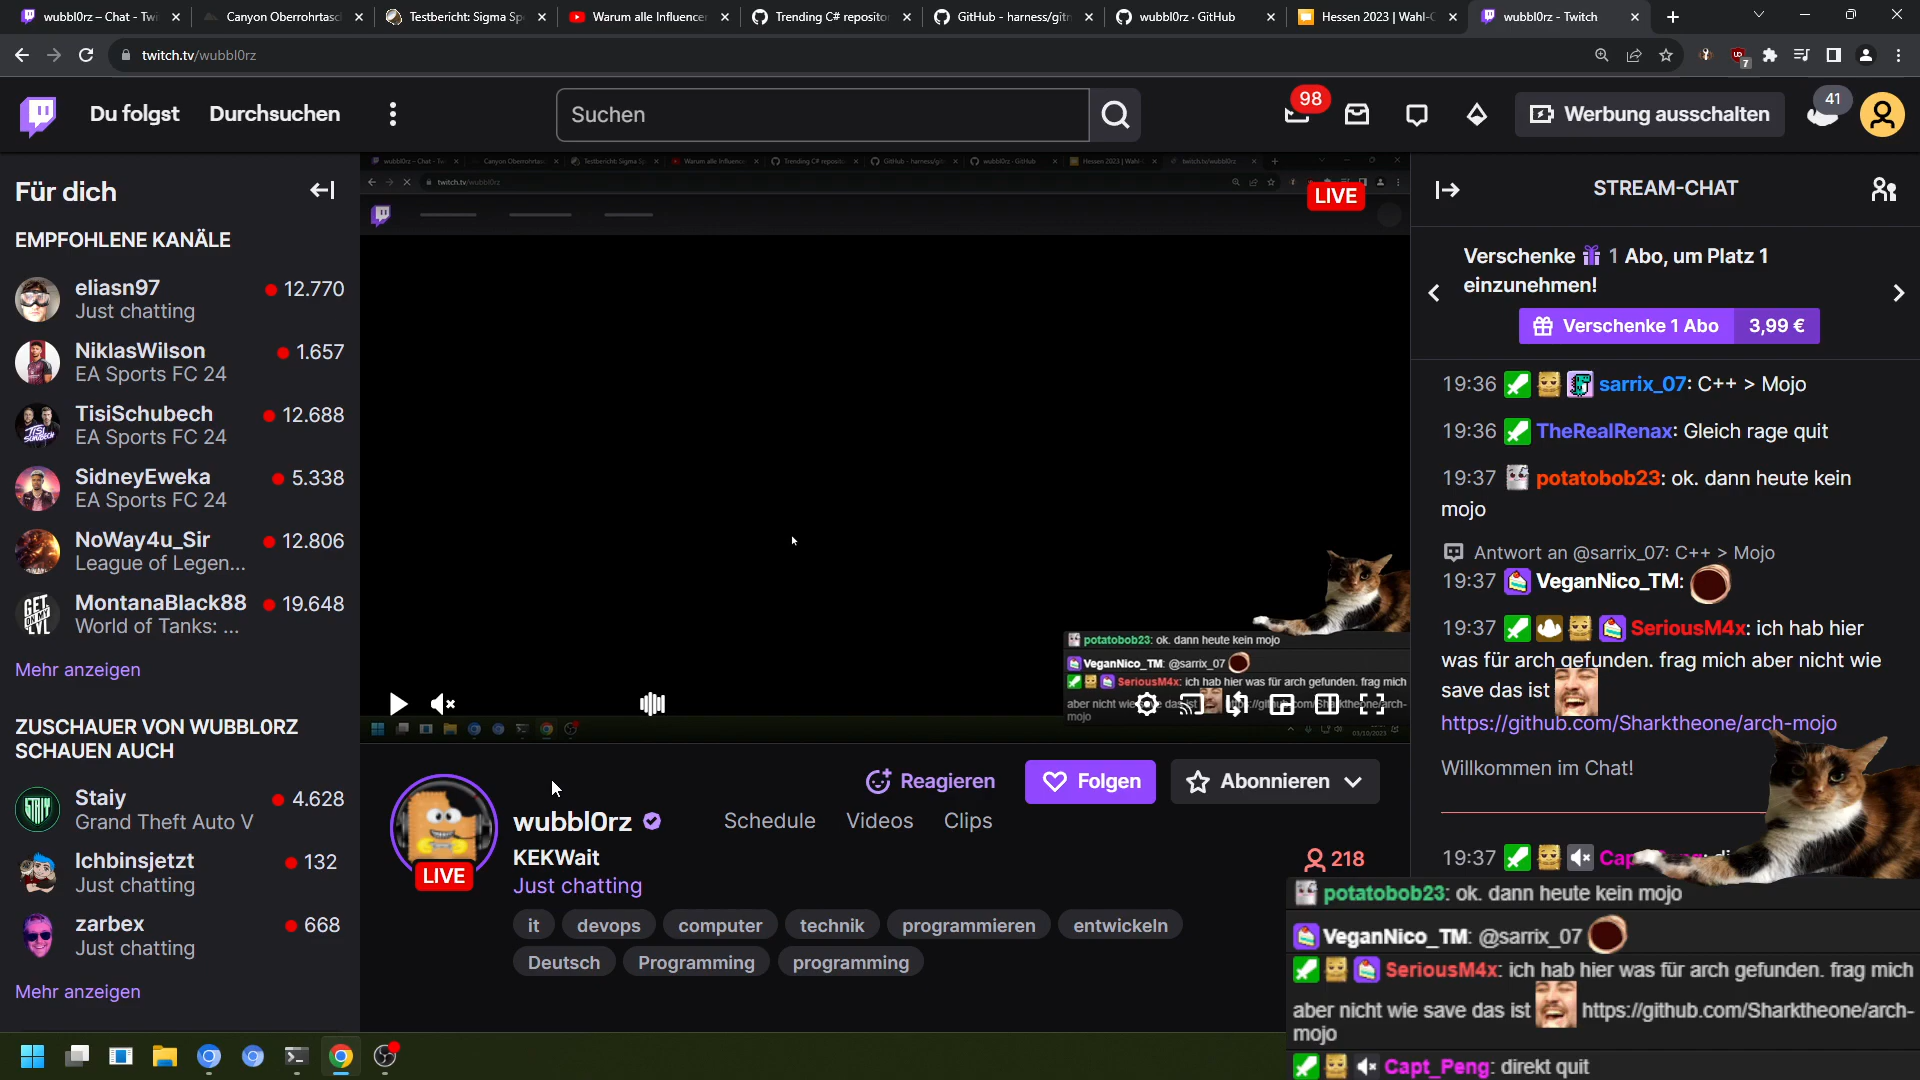 wubbl0rz – Chat - Twi
Canyon Oberrohrtasc
Testbericht: Sigma Sp
Warum alle Influencer
Trending C# repositor
GitHub - harness/gitn
wubbl0rz · GitHub
Hessen 2023 | Wahl-O
wubbl0rz - Twitch
twitch.tv/wubbl0rz
7
Du folgst
Durchsuchen
Suchen
98
Werbung ausschalten
41
Für dich
EMPFOHLENE KANÄLE
eliasn97
12.770
Just chatting
NiklasWilson
1.657
EA Sports FC 24
TisiSchubech
12.688
EA Sports FC 24
SidneyEweka
5.338
EA Sports FC 24
NoWay4u_Sir
12.806
League of Legen...
MontanaBlack88
19.648
World of Tanks: ...
Mehr anzeigen
ZUSCHAUER VON WUBBL0RZ
SCHAUEN AUCH
Staiy
4.628
Grand Theft Auto V
Ichbinsjetzt
132
Just chatting
zarbex
668
Just chatting
Mehr anzeigen
twitch.tv/wubbl0rz
LIVE
potatobob23: ok. dann heute kein mojo
VeganNico_TM: @sarrix_07
SeriousM4x: ich hab hier was für arch gefunden. frag mich
mojo
03/10/2023
Reagieren
Folgen
Abonnieren
LIVE
wubbl0rz
Schedule
Videos
Clips
KEKWait
218
Just chatting
it
devops
computer
technik
programmieren
entwickeln
Deutsch
Programming
programming
STREAM-CHAT
Verschenke 1 Abo, um Platz 1
einzunehmen!
Verschenke 1 Abo
3,99 €
19:36 sarrix_07: C++ > Mojo
19:36 TheRealRenax: Gleich rage quit
19:37 potatobob23: ok. dann heute kein
mojo
Antwort an @sarrix_07: C++ > Mojo
19:37 VeganNico_TM:
19:37 SeriousM4x: ich hab hier
was für arch gefunden. frag mich aber nicht wie
save das ist
https://github.com/Sharktheone/arch-mojo
Willkommen im Chat!
19:37
potatobob23: ok. dann heute kein mojo
VeganNico_TM: @sarrix_07
SeriousM4x: ich hab hier was für arch gefunden. frag mich
aber nicht wie save das ist https://github.com/Sharktheone/arch-
mojo
Capt_Peng: direkt quit